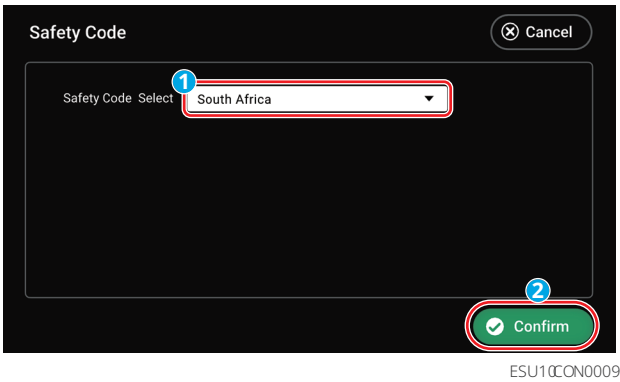 Safety Code
Cancel
1
Safety Code Select South Africa
2
Confirm
ESU10CON0009